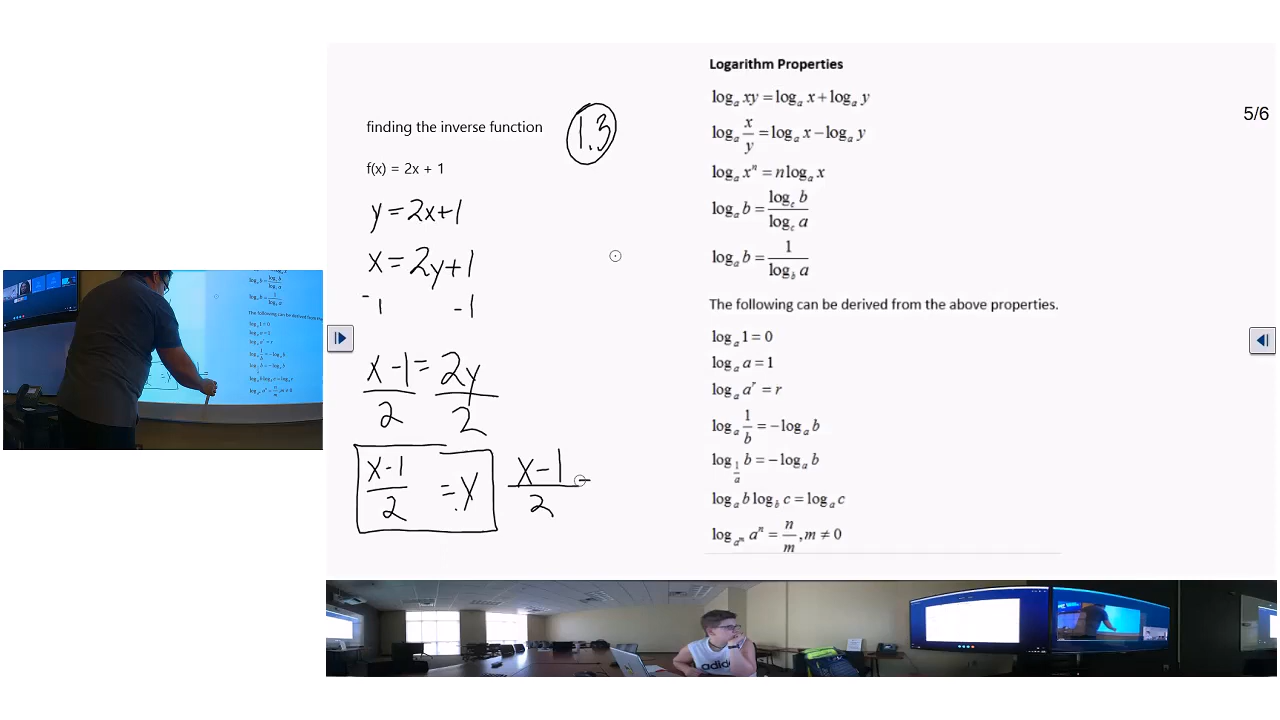 finding the inverse function
1.3
f(x) = 2x + 1
y = 2x+1
x = 2y+1
-1 -1
x-1 = 2y
2 2
x-1
2 = y
x-1 =
2
Logarithm Properties
logₐ xy = logₐ x + logₐ y
logₐ x/y = logₐ x − logₐ y
logₐ xⁿ = n logₐ x
logₐ b = log꜀ b / log꜀ a
logₐ b = 1 / log_b a
The following can be derived from the above properties.
logₐ 1 = 0
logₐ a = 1
logₐ aʳ = r
logₐ 1/b = −logₐ b
log_{1/a} b = −logₐ b
logₐ b log_b c = logₐ c
log_{aᵐ} aⁿ = n/m, m ≠ 0
5/6
adidas